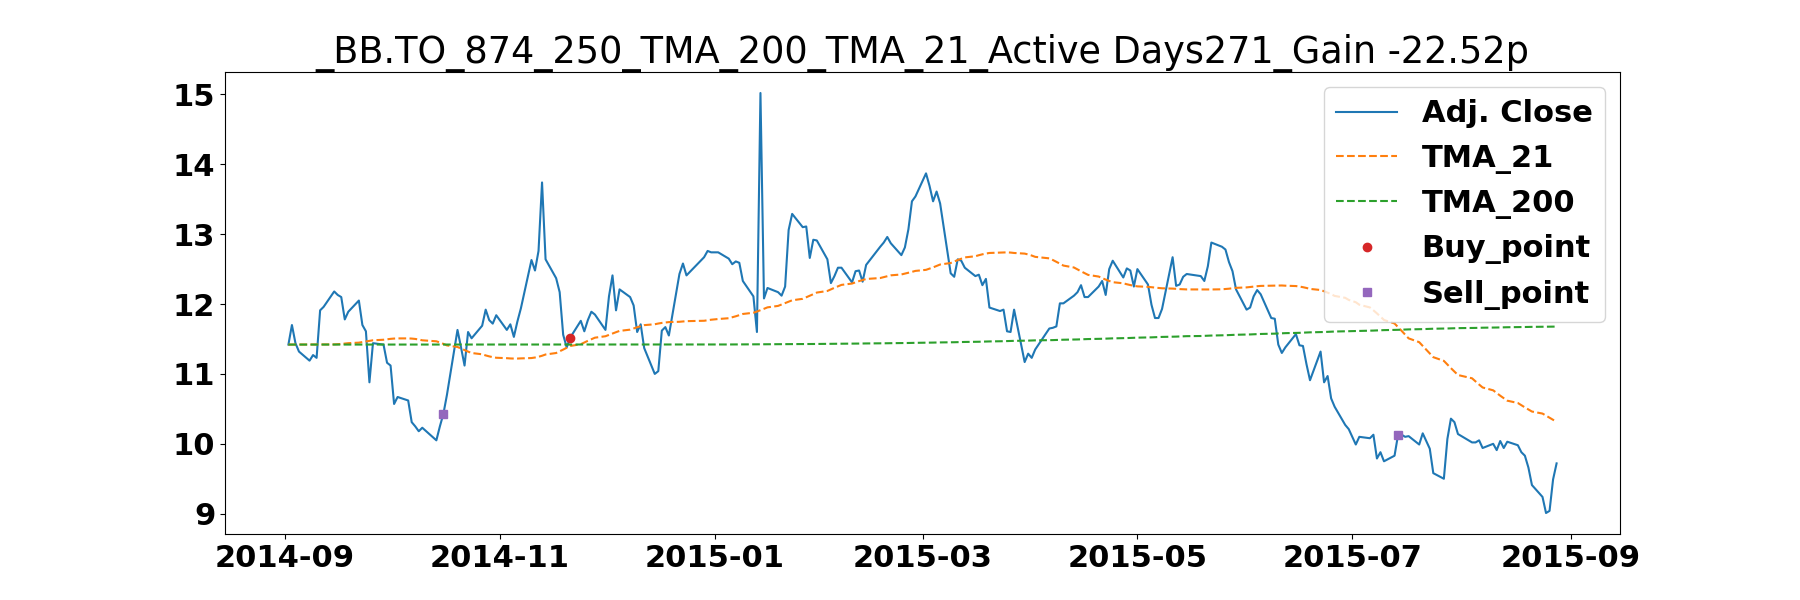 _BB.TO_874_250_TMA_200_TMA_21_Active Days271_Gain -22.52p
15
14
13
12
11
10
9
Adj. Close
TMA_21
TMA_200
Buy_point
Sell_point
2014-09 2014-11 2015-01 2015-03 2015-05 2015-07 2015-09